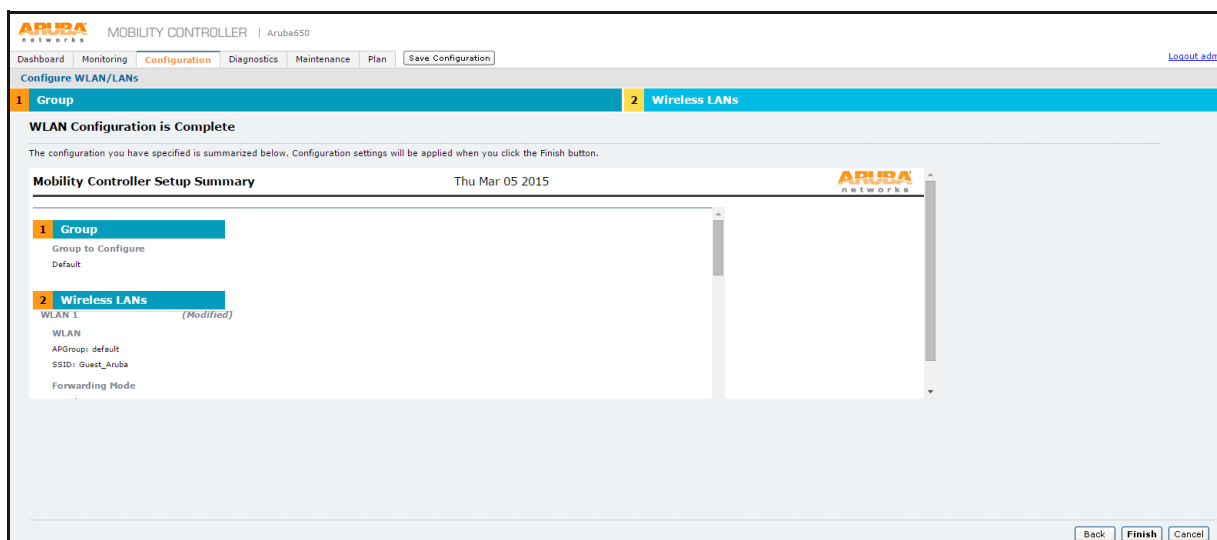 ARUBA
networks
MOBILITY CONTROLLER | Aruba650
Dashboard Monitoring Configuration Diagnostics Maintenance Plan Save Configuration
Logout adm
Configure WLAN/LANs
1 Group
2 Wireless LANs
WLAN Configuration is Complete
The configuration you have specified is summarized below. Configuration settings will be applied when you click the Finish button.
Mobility Controller Setup Summary
Thu Mar 05 2015
ARUBA
networks
1 Group
Group to Configure
Default
2 Wireless LANs
WLAN 1 (Modified)
WLAN
APGroup: default
SSID: Guest_Aruba
Forwarding Mode
Back Finish Cancel